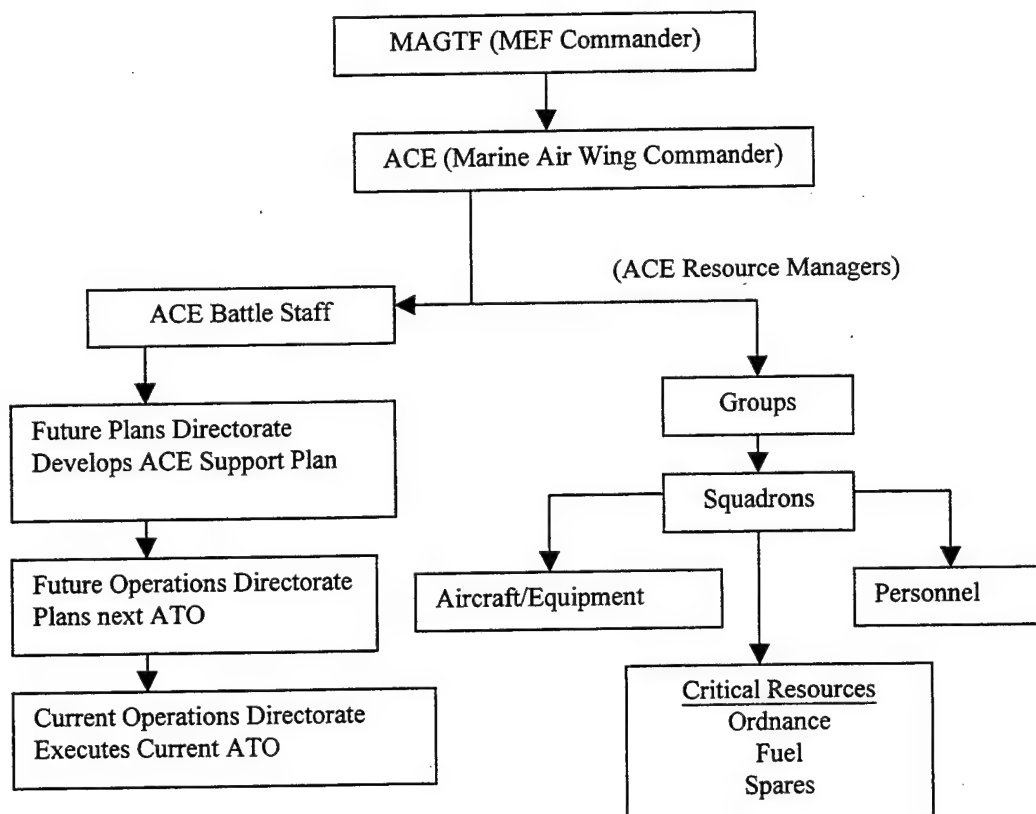 MAGTF (MEF Commander)
ACE (Marine Air Wing Commander)
(ACE Resource Managers)
ACE Battle Staff
Future Plans Directorate
Develops ACE Support Plan
Future Operations Directorate
Plans next ATO
Current Operations Directorate
Executes Current ATO
Groups
Squadrons
Aircraft/Equipment
Personnel
Critical Resources
Ordnance
Fuel
Spares